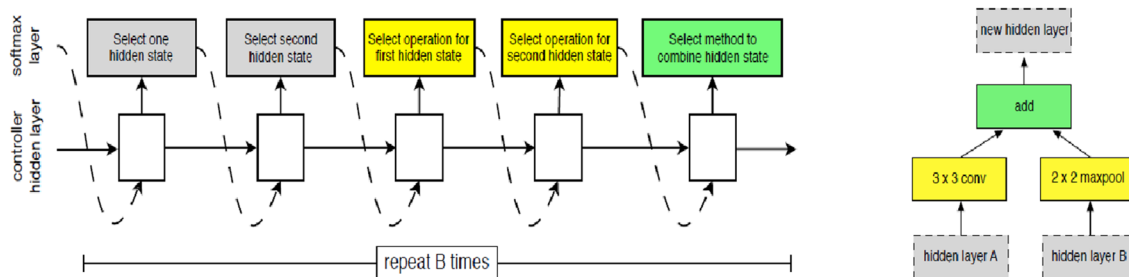 softmax
layer
controller
hidden layer
Select one
hidden state
Select second
hidden state
Select operation for
first hidden state
Select operation for
second hidden state
Select method to
combine hidden state
repeat B times
new hidden layer
add
3 x 3 conv
2 x 2 maxpool
hidden layer A
hidden layer B